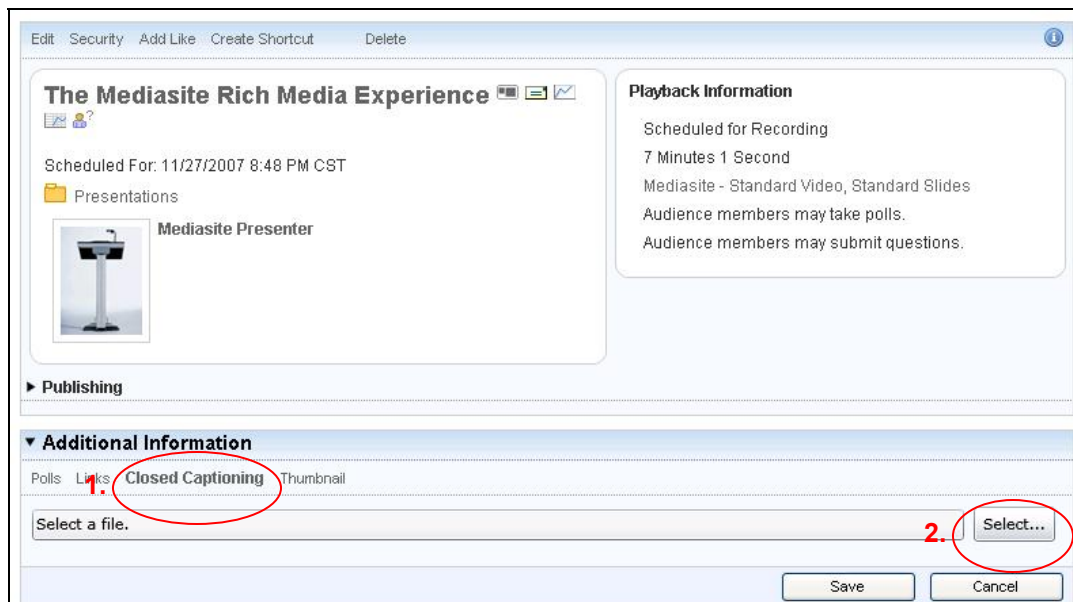 Edit Security Add Like Create Shortcut Delete
The Mediasite Rich Media Experience
Scheduled For: 11/27/2007 8:48 PM CST
Presentations
Mediasite Presenter
Playback Information
Scheduled for Recording
7 Minutes 1 Second
Mediasite - Standard Video, Standard Slides
Audience members may take polls.
Audience members may submit questions.
Publishing
Additional Information
Polls Links Closed Captioning Thumbnail
1.
Select a file.
2.
Select...
Save Cancel